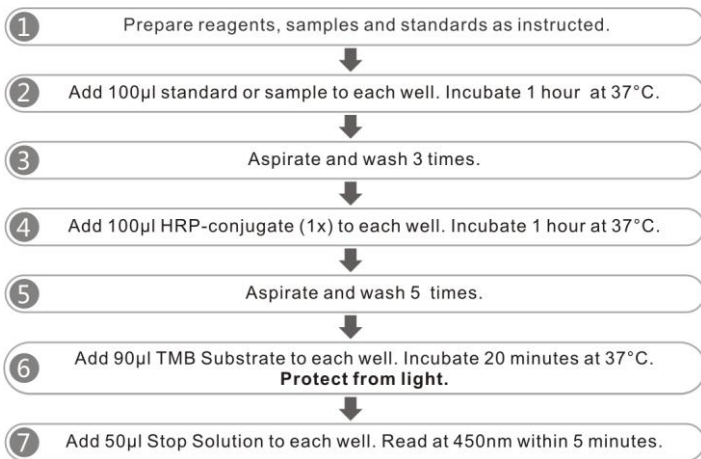 1 Prepare reagents, samples and standards as instructed.
2 Add 100µl standard or sample to each well. Incubate 1 hour at 37°C.
3 Aspirate and wash 3 times.
4 Add 100µl HRP-conjugate (1x) to each well. Incubate 1 hour at 37°C.
5 Aspirate and wash 5 times.
6 Add 90µl TMB Substrate to each well. Incubate 20 minutes at 37°C.
Protect from light.
7 Add 50µl Stop Solution to each well. Read at 450nm within 5 minutes.